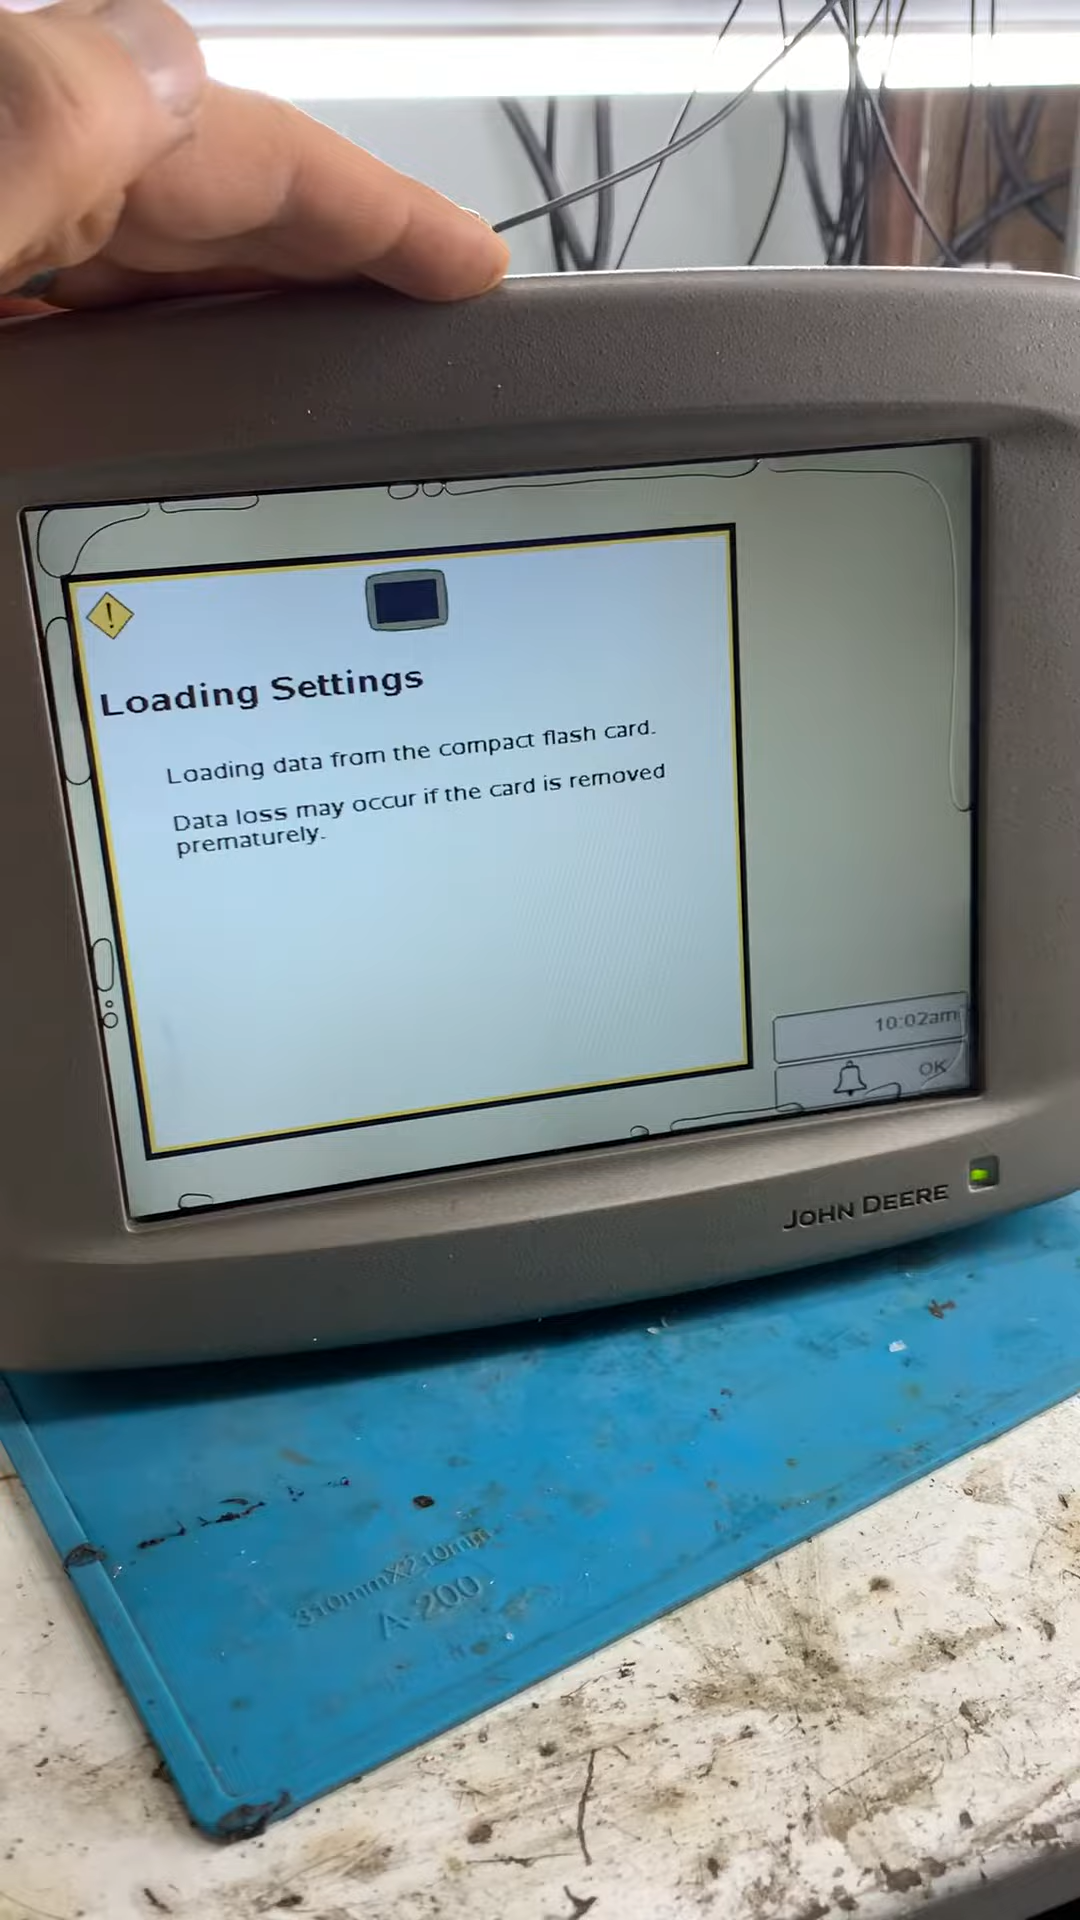 Loading Settings
Loading data from the compact flash card.
Data loss may occur if the card is removed
prematurely.
10:02am
OK
JOHN DEERE
310mmX210mm
A-200